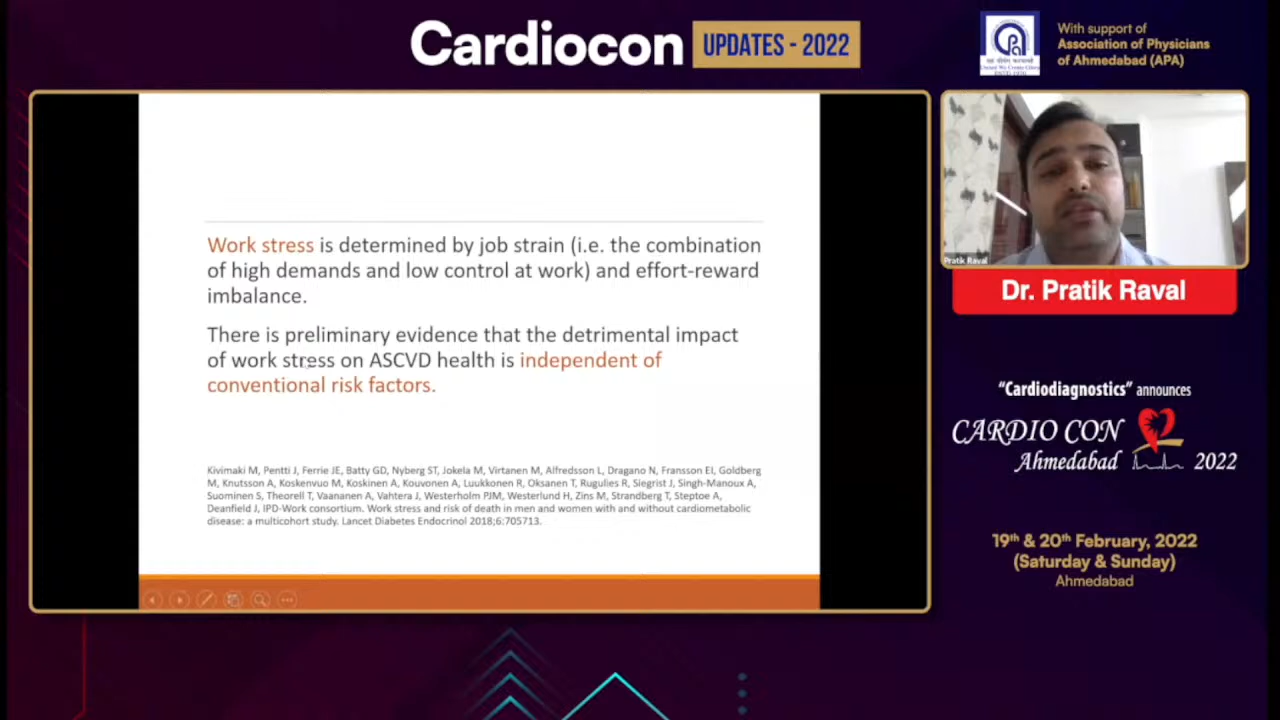 Cardiocon UPDATES - 2022
With support of
Association of Physicians
of Ahmedabad (APA)
Work stress is determined by job strain (i.e. the combination
of high demands and low control at work) and effort-reward
imbalance.
There is preliminary evidence that the detrimental impact
of work stress on ASCVD health is independent of
conventional risk factors.
Kivimaki M, Pentti J, Ferrie JE, Batty GD, Nyberg ST, Jokela M, Virtanen M, Alfredsson L, Dragano N, Fransson EI, Goldberg
M, Knutsson A, Koskenvuo M, Koskinen A, Kouvonen A, Luukkonen R, Oksanen T, Rugulies R, Siegrist J, Singh-Manoux A,
Suominen S, Theorell T, Vaananen A, Vahtera J, Westerholm PJM, Westerlund H, Zins M, Strandberg T, Steptoe A,
Deanfield J, IPD-Work consortium. Work stress and risk of death in men and women with and without cardiometabolic
disease: a multicohort study. Lancet Diabetes Endocrinol 2018;6:705713.
Pratik Raval
Dr. Pratik Raval
“Cardiodiagnostics” announces
CARDIO CON
Ahmedabad 2022
19th & 20th February, 2022
(Saturday & Sunday)
Ahmedabad